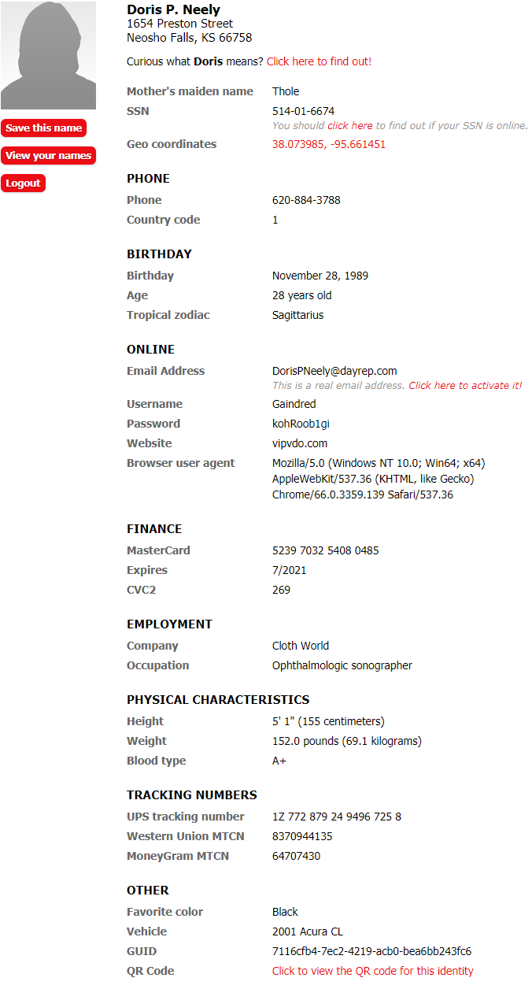 Doris P. Neely
1654 Preston Street
Neosho Falls, KS 66758
Curious what Doris means? Click here to find out!
Save this name
View your names
Logout
Mother's maiden name Thole
SSN 514-01-6674
You should click here to find out if your SSN is online.
Geo coordinates 38.073985, -95.661451
PHONE
Phone 620-884-3788
Country code 1
BIRTHDAY
Birthday November 28, 1989
Age 28 years old
Tropical zodiac Sagittarius
ONLINE
Email Address DorisPNeely@dayrep.com
This is a real email address. Click here to activate it!
Username Gaindred
Password kohRoob1gi
Website vipvdo.com
Browser user agent Mozilla/5.0 (Windows NT 10.0; Win64; x64)
AppleWebKit/537.36 (KHTML, like Gecko)
Chrome/66.0.3359.139 Safari/537.36
FINANCE
MasterCard 5239 7032 5408 0485
Expires 7/2021
CVC2 269
EMPLOYMENT
Company Cloth World
Occupation Ophthalmologic sonographer
PHYSICAL CHARACTERISTICS
Height 5' 1" (155 centimeters)
Weight 152.0 pounds (69.1 kilograms)
Blood type A+
TRACKING NUMBERS
UPS tracking number 1Z 772 879 24 9496 725 8
Western Union MTCN 8370944135
MoneyGram MTCN 64707430
OTHER
Favorite color Black
Vehicle 2001 Acura CL
GUID 7116cfb4-7ec2-4219-acb0-bea6bb243fc6
QR Code Click to view the QR code for this identity